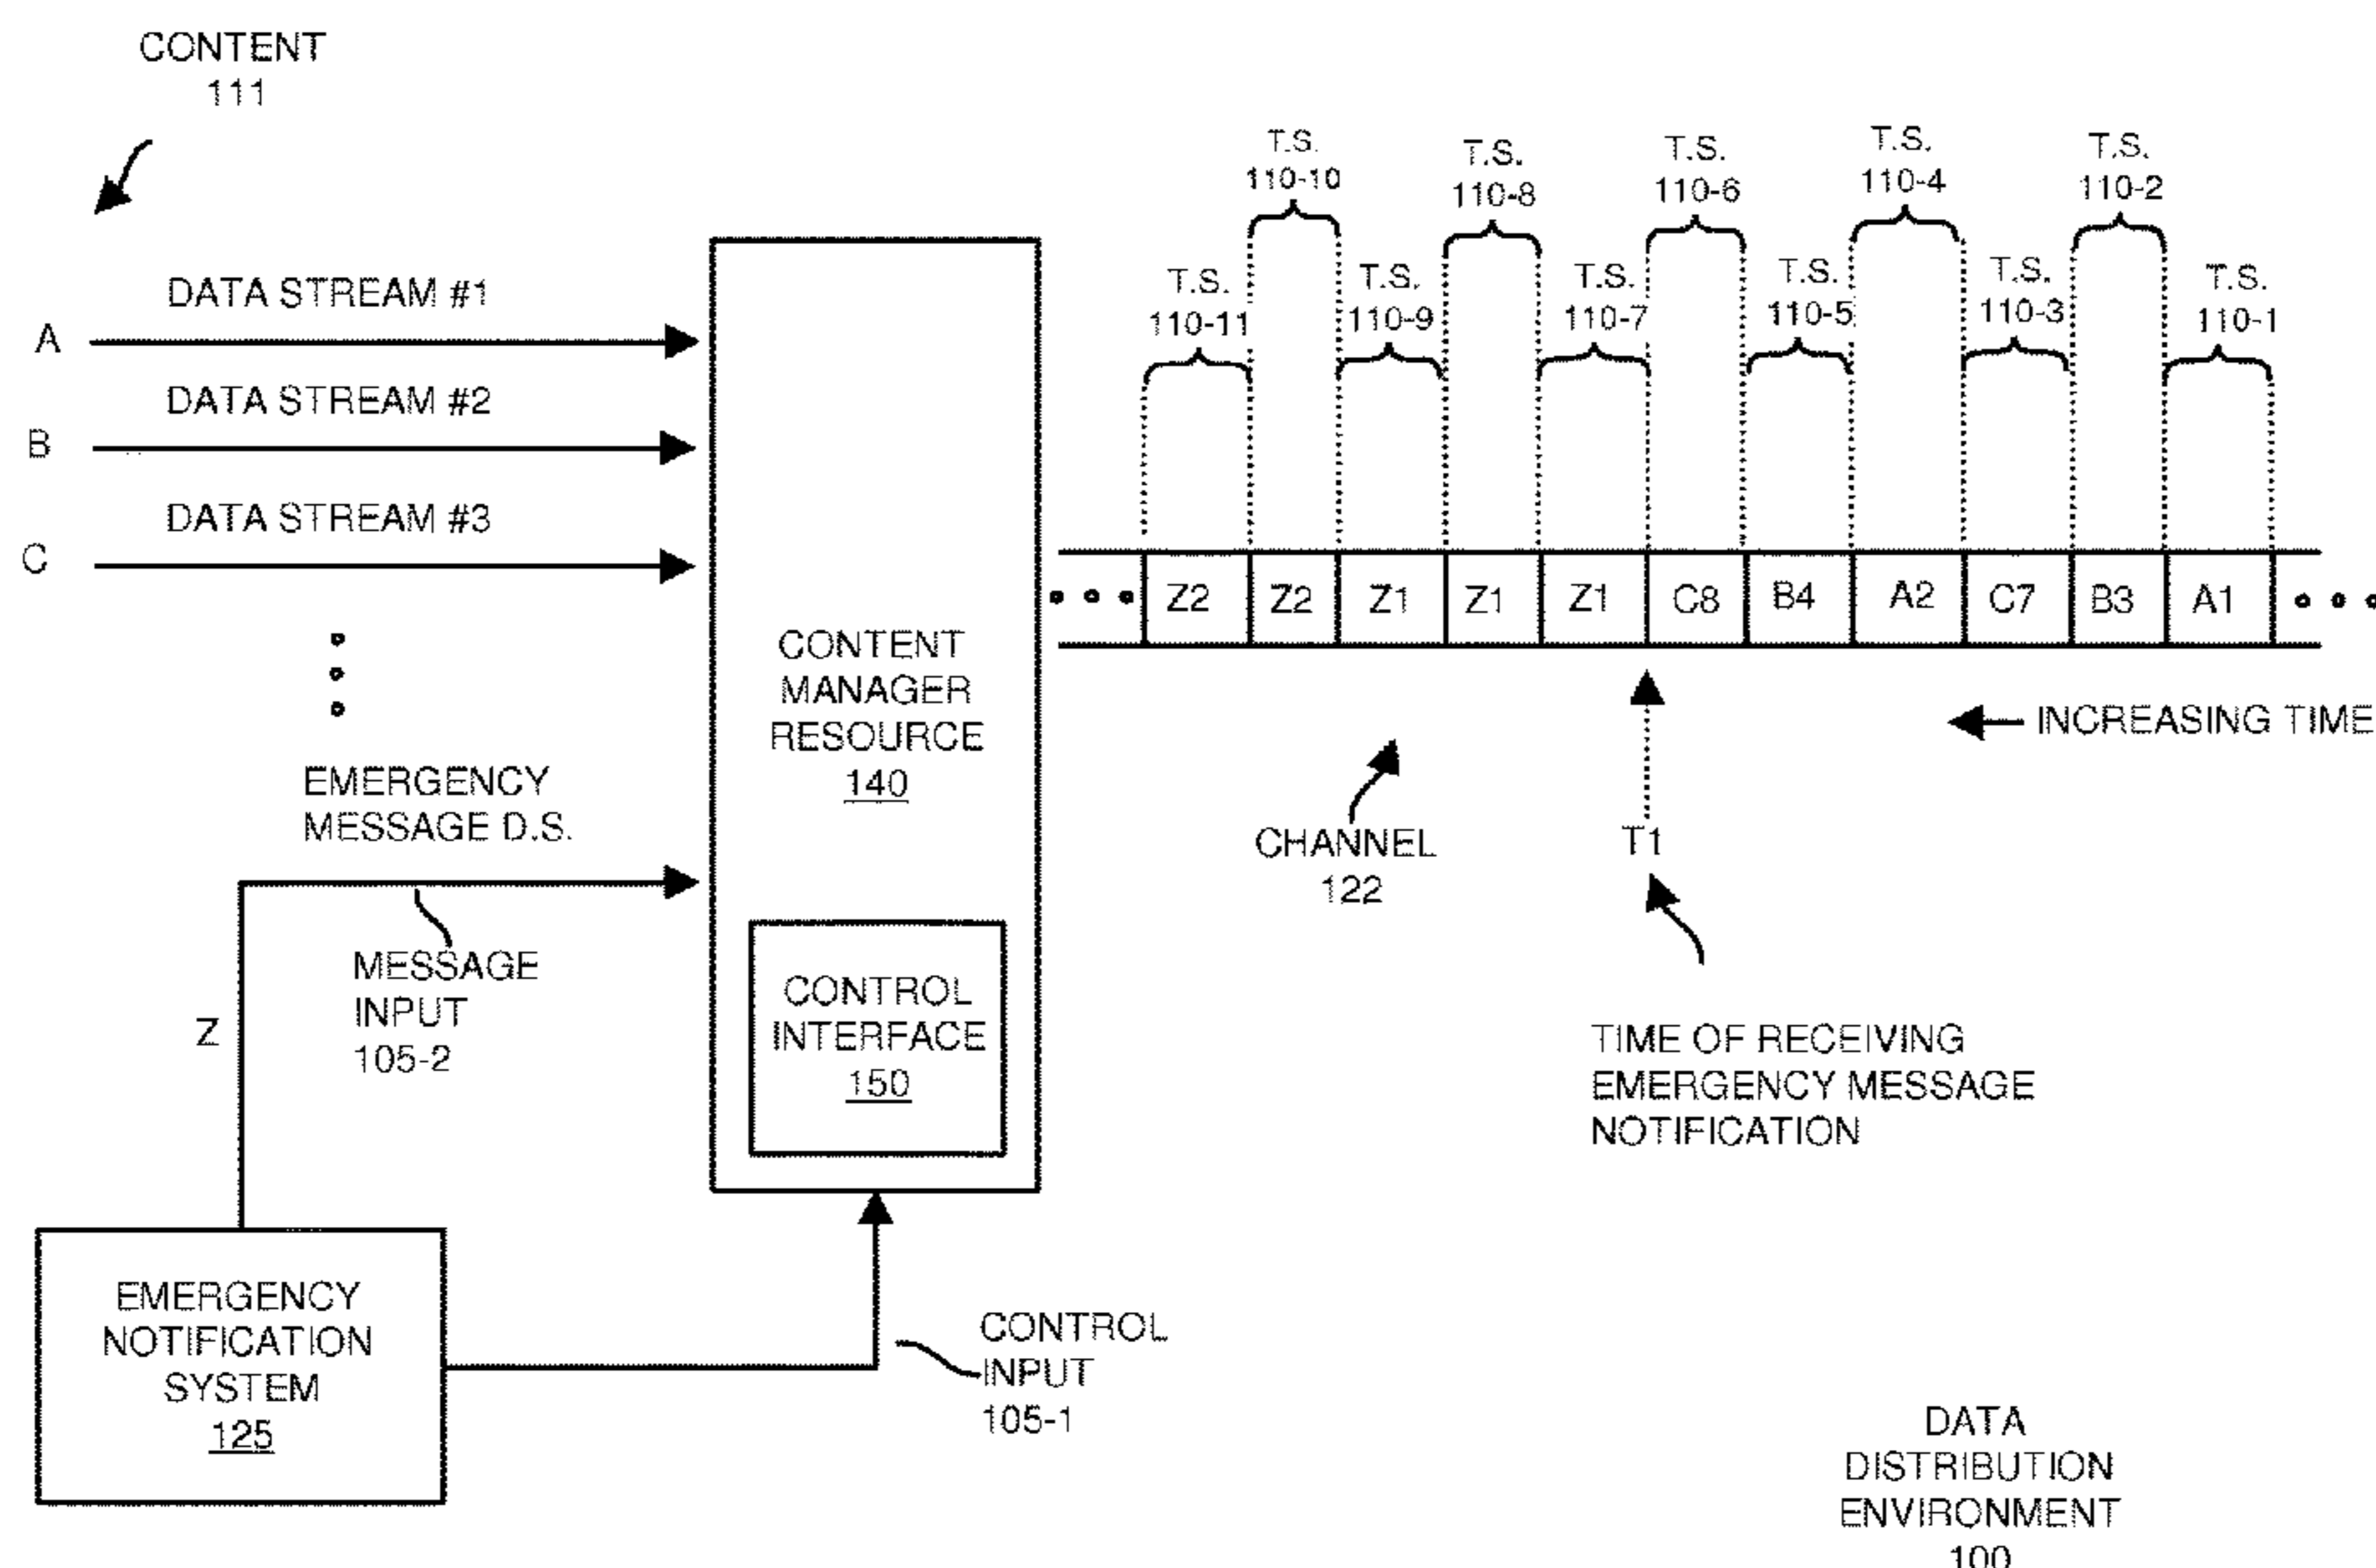 CONTENT
111
DATA STREAM #1
A
DATA STREAM #2
B
DATA STREAM #3
C
EMERGENCY
MESSAGE D.S.
MESSAGE
INPUT
105-2
Z
EMERGENCY
NOTIFICATION
SYSTEM
125
CONTENT
MANAGER
RESOURCE
140
CONTROL
INTERFACE
150
CONTROL
INPUT
105-1
T.S.
110-10
T.S.
110-8
T.S.
110-6
T.S.
110-4
T.S.
110-2
T.S.
110-11
T.S.
110-9
T.S.
110-7
T.S.
110-5
T.S.
110-3
T.S.
110-1
Z2 Z2 Z1 Z1 Z1 C8 B4 A2 C7 B3 A1
INCREASING TIME
CHANNEL
122
T1
TIME OF RECEIVING
EMERGENCY MESSAGE
NOTIFICATION
DATA
DISTRIBUTION
ENVIRONMENT
100